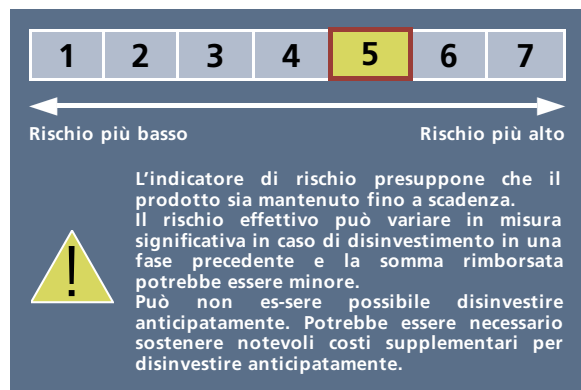 1 2 3 4 5 6 7
Rischio più basso Rischio più alto
L'indicatore di rischio presuppone che il
prodotto sia mantenuto fino a scadenza.
Il rischio effettivo può variare in misura
significativa in caso di disinvestimento in una
fase precedente e la somma rimborsata
potrebbe essere minore.
Può non es-sere possibile disinvestire
anticipatamente. Potrebbe essere necessario
sostenere notevoli costi supplementari per
disinvestire anticipatamente.
!